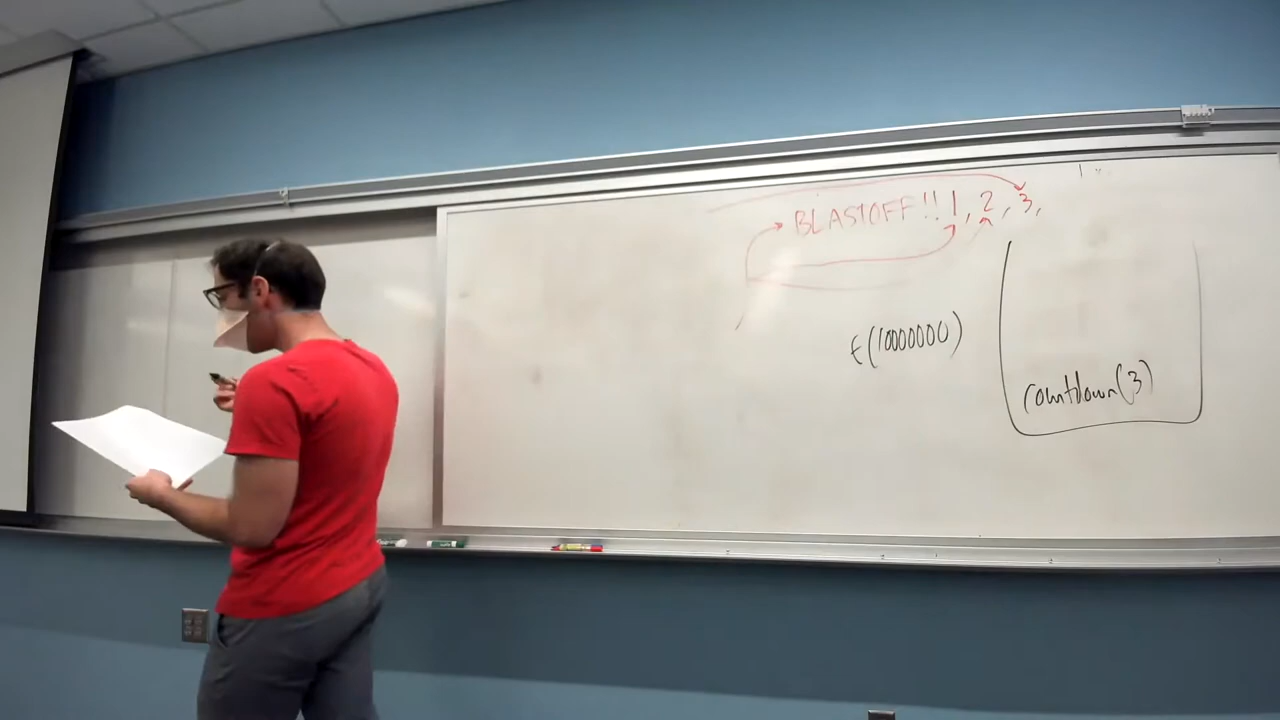 BLASTOFF!! 1, 2, 3,
t(10000000)
countdown(3)